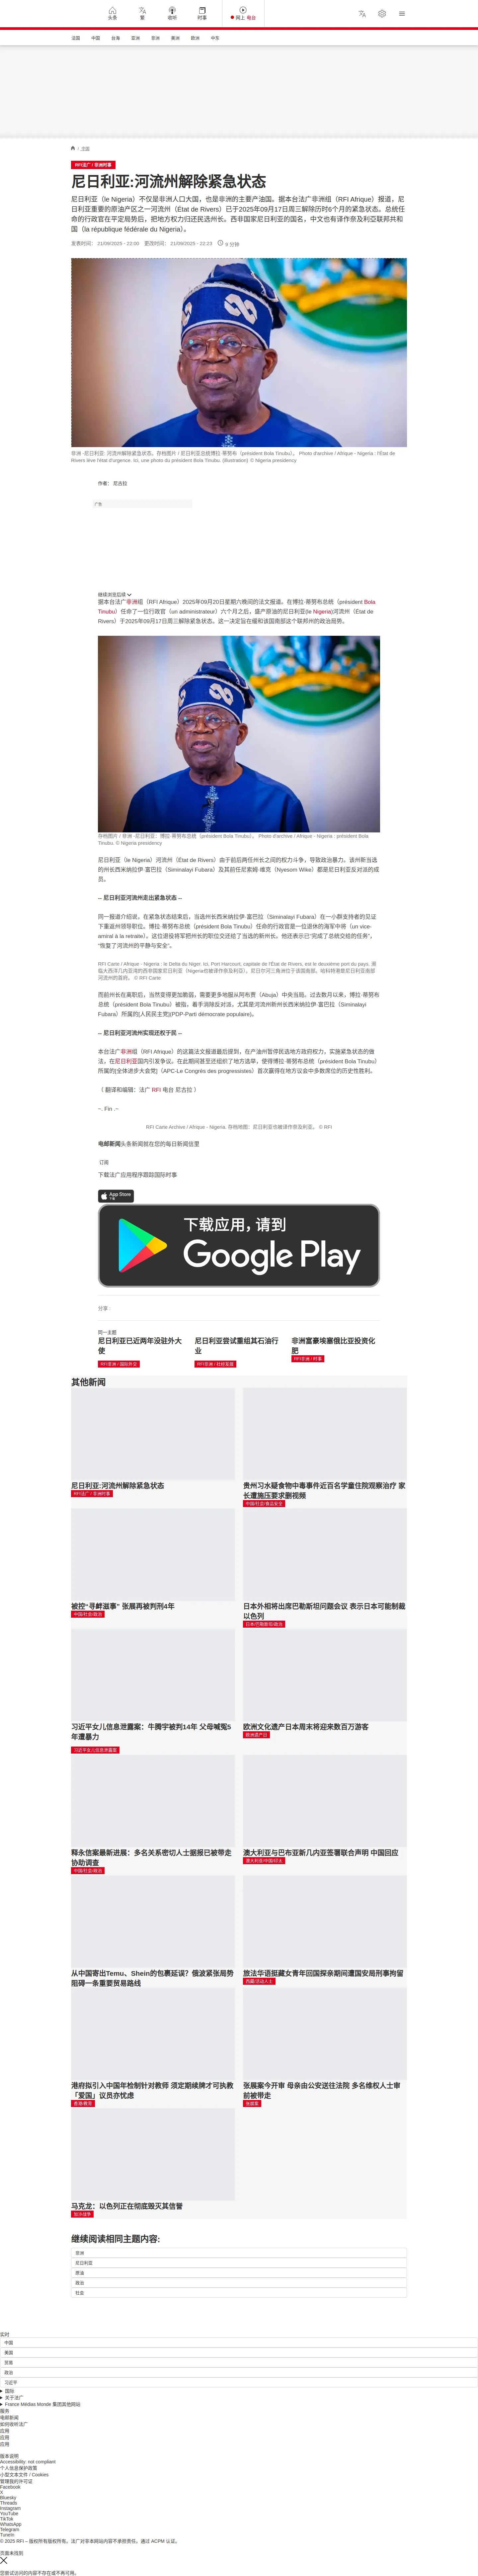 头条
繁
收听
时事
网上 电台
法国
中国
台海
亚洲
非洲
美洲
欧洲
中东
/ 法国
RFI法广 / 非洲时事
尼日利亚:河流州解除紧急状态
尼日利亚（le Nigeria）不仅是非洲人口大国，也是非洲的主要产油国。据本台法广非洲组（RFI Afrique）报道，尼日利亚重要的原油产区之一河流州（Etat de Rivers）已于2025年09月17日周三解除历时6个月的紧急状态。总统任命的行政官在平定局势后，把地方权力归还民选州长。西非国家尼日利亚的国名，中文也有译作奈及利亞联邦共和国（la république fédérale du Nigeria）。
发表时间： 21/09/2025 - 22:00 更改时间： 21/09/2025 - 22:23 9 分钟
非洲 -尼日利亚: 河流州解除紧急状态。存档图片 / 尼日利亚总统博拉·蒂努布（président Bola Tinubu）。 Photo d'archive / Afrique - Nigeria : l'État de Rivers lève l'état d'urgence. ici, une photo du président Bola Tinubu. (illustration) © Nigeria presidency
作者： 尼古拉
广告
继续浏览后续
据本台法广非洲组（RFI Afrique）2025年09月20日星期六晚间的法文报道。在博拉·蒂努布总统（président Bola Tinubu）任命了一位行政官（un administrateur）六个月之后，盛产原油的尼日利亚(le Nigeria)河流州（Etat de Rivers）于2025年09月17日周三解除紧急状态。这一决定旨在缓和该国南部这个联邦州的政治局势。
存档图片 / 非洲 -尼日利亚：博拉·蒂努布总统（président Bola Tinubu）。 Photo d'archive / Afrique - Nigeria : président Bola Tinubu. © Nigeria presidency
尼日利亚（le Nigeria）河流州（Etat de Rivers）由于前后两任州长之间的权力斗争，导致政治暴力。该州新当选的州长西米纳拉伊·富巴拉（Siminalayi Fubara）及其前任尼索姆·维克（Nyesom Wike）都是尼日利亚反对派的成员。
-- 尼日利亚河流州走出紧急状态 --
同一报道介绍说，在紧急状态结束后，当选州长西米纳拉伊·富巴拉（Siminalayi Fubara）在一小群支持者的见证下重返州领导职位。博拉·蒂努布总统（président Bola Tinubu）任命的行政官是一位退休的海军中将（un vice-amiral à la retraite）。这位退役将军把州长的职位交还给了当选的新州长。他还表示已“完成了总统交给的任务”。“恢复了河流州的平静与安宁”。
RFI Carte / Afrique - Nigeria : le Delta du Niger. ici, Port Harcourt, capitale de l'État de Rivers, est le deuxième port du pays. 濒临大西洋几内亚湾的西非国家尼日利亚（Nigeria也被译作奈及利亞）。尼日尔河三角洲位于该国南部。哈科特港是尼日利亚南部河流州的首府。 © RFI Carte
而前州长在离职后，当然变得更加脆弱，需要更多地服从阿布贾（Abuja）中央当局。过去数月以来，博拉·蒂努布总统（président Bola Tinubu）被指，着手消除反对派。尤其是河流州新州长西米纳拉伊·富巴拉（Siminalayi Fubara）所属的[人民民主党](PDP-Parti démocrate populaire)。
-- 尼日利亚河流州实现还权于民 --
本台法广非洲组（RFI Afrique）的这篇法文报道最后提到，在产油州暂停民选地方政府权力，实施紧急状态的做法，在尼日利亚国内引发争议。在此期间甚至还组织了地方选举，使得博拉·蒂努布总统（président Bola Tinubu）所属的[全体进步大会党]（APC-Le Congrès des progressistes）首次赢得在地方议会中多数席位的历史性胜利。
（ 翻译和编辑：法广 RFI 电台 尼古拉 ）
~. Fin .~
RFI Carte Archive / Afrique - Nigeria. 存档地图：尼日利亚也被译作奈及利亞。 © RFI
电邮新闻头条新闻就在您的每日新闻信里
订阅
下载法广应用程序跟踪国际时事
App Store 下载
下载应用，请到
Google Play
分享 :
同一主题
尼日利亚已近两年没驻外大使
RFI非洲 / 国际外交
尼日利亚尝试重组其石油行业
RFI非洲 / 社经发展
非洲富豪埃塞俄比亚投资化肥
RFI非洲 / 时事
其他新闻
尼日利亚:河流州解除紧急状态
RFI法广 / 非洲时事
贵州习水疑食物中毒事件近百名学童住院观察治疗 家长遭施压要求删视频
中国/社会/食品安全
被控“寻衅滋事” 张展再被判刑4年
中国/社会/政治
日本外相将出席巴勒斯坦问题会议 表示日本可能制裁以色列
日本/巴勒斯坦/政治
习近平女儿信息泄露案：牛腾宇被判14年 父母喊冤5年遭暴力
习近平女儿信息泄露案
欧洲文化遗产日本周末将迎来数百万游客
欧洲遗产日
释永信案最新进展：多名关系密切人士据报已被带走协助调查
中国/社会/政治
澳大利亚与巴布亚新几内亚签署联合声明 中国回应
澳大利亚/中国/印太
从中国寄出Temu、Shein的包裹延误？俄波紧张局势阻碍一条重要贸易路线
旅法华语挺藏女青年回国探亲期间遭国安局刑事拘留
西藏/活动人士
港府拟引入中国年检制针对教师 须定期续牌才可执教「爱国」议员亦忧虑
香港/教育
张展案今开审 母亲由公安送往法院 多名维权人士审前被带走
张展案
马克龙：以色列正在彻底毁灭其信誉
加沙战争
继续阅读相同主题内容:
非洲
尼日利亚
原油
政治
社会
实时
中国
美国
贸易
政治
习近平
国际
关于法广
France Médias Monde 集团其他网站
服务
电邮新闻
如何收听法广
应用
应用
应用
版本说明
Accessibility: not compliant
个人信息保护政策
小型文本文件 / Cookies
管理我的许可证
Facebook
X
Bluesky
Threads
Instagram
YouTube
TikTok
WhatsApp
Telegram
TuneIn
© 2025 RFI – 版权所有版权所有。法广对非本网站内容不承担责任。通过 ACPM 认证。
页面未找到
您尝试访问的内容不存在或不再可用。